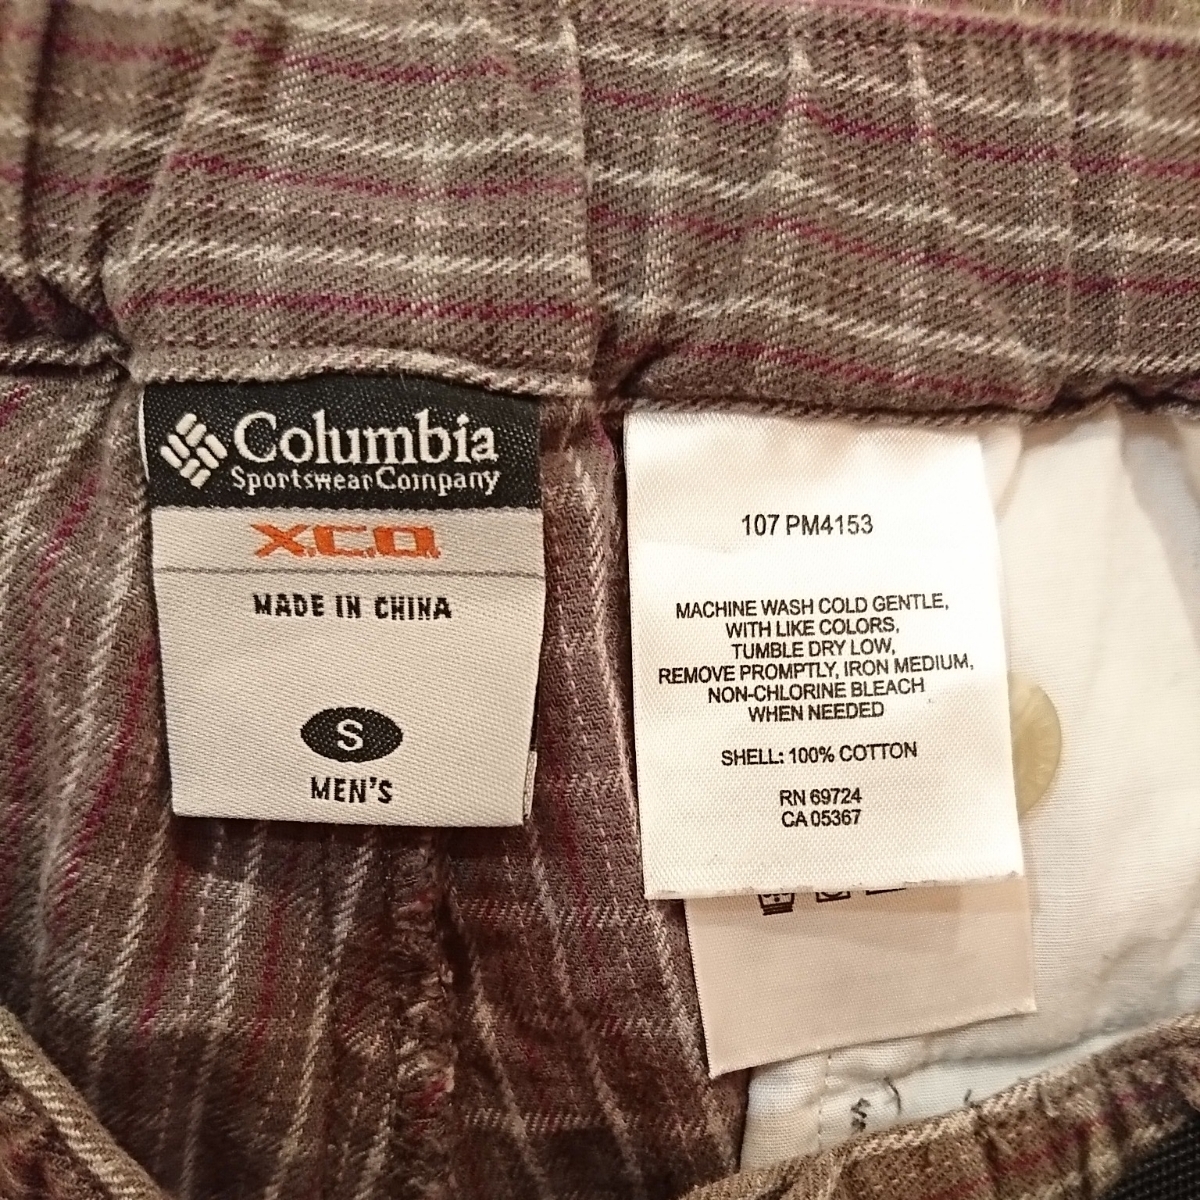 Columbia
Sportswear Company
X.C.O.
MADE IN CHINA
S
MEN'S
107 PM4153
MACHINE WASH COLD GENTLE,
WITH LIKE COLORS,
TUMBLE DRY LOW,
REMOVE PROMPTLY, IRON MEDIUM,
NON-CHLORINE BLEACH
WHEN NEEDED
SHELL: 100% COTTON
RN 69724
CA 05367